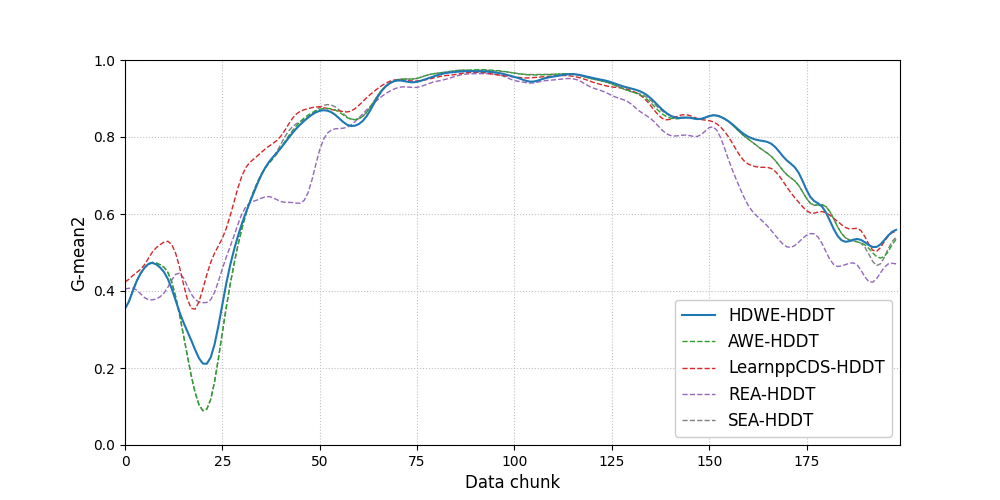 1.0
0.8
0.6
0.4
0.2
0.0
G-mean2
0
25
50
75
100
125
150
175
Data chunk
HDWE-HDDT
AWE-HDDT
LearnppCDS-HDDT
REA-HDDT
SEA-HDDT